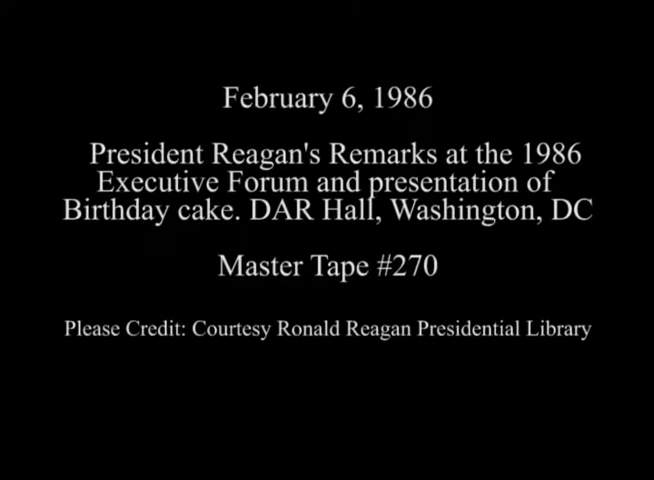 February 6, 1986
President Reagan's Remarks at the 1986
Executive Forum and presentation of
Birthday cake. DAR Hall, Washington, DC
Master Tape #270
Please Credit: Courtesy Ronald Reagan Presidential Library